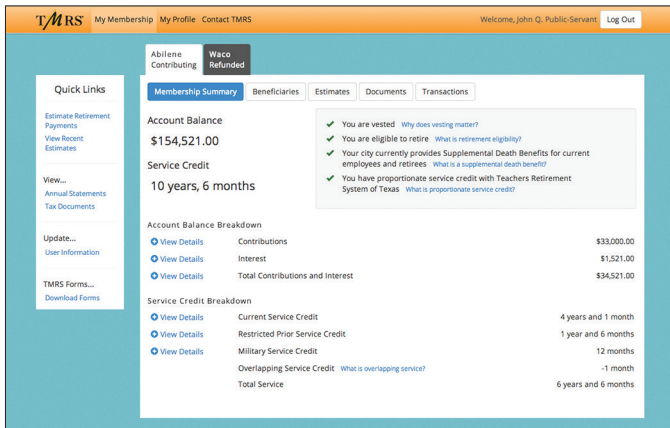 TMRS My Membership My Profile Contact TMRS Welcome, John Q. Public-Servant Log Out
Abilene
Contributing
Waco
Refunded
Quick Links
Estimate Retirement
Payments
View Recent
Estimates
View...
Annual Statements
Tax Documents
Update...
User Information
TMRS Forms...
Download Forms
Membership Summary Beneficiaries Estimates Documents Transactions
Account Balance
$154,521.00
Service Credit
10 years, 6 months
You are vested Why does vesting matter?
You are eligible to retire What is retirement eligibility?
Your city currently provides Supplemental Death Benefits for current
employees and retirees What is a supplemental death benefit?
You have proportionate service credit with Teachers Retirement
System of Texas What is proportionate service credit?
Account Balance Breakdown
View Details Contributions $33,000.00
View Details Interest $1,521.00
View Details Total Contributions and Interest $34,521.00
Service Credit Breakdown
View Details Current Service Credit 4 years and 1 month
View Details Restricted Prior Service Credit 1 year and 6 months
View Details Military Service Credit 12 months
Overlapping Service Credit What is overlapping service? -1 month
Total Service 6 years and 6 months